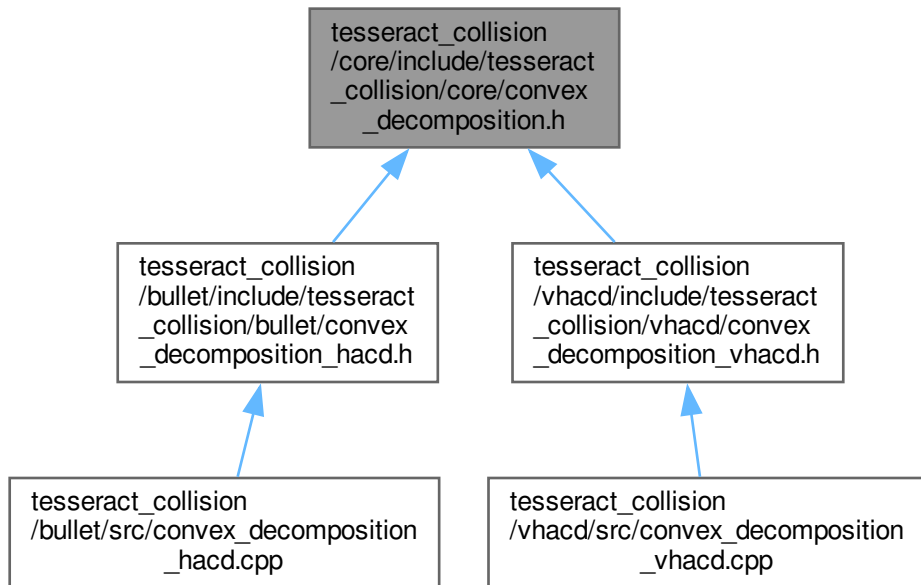 tesseract_collision
/core/include/tesseract
_collision/core/convex
_decomposition.h
tesseract_collision
/bullet/include/tesseract
_collision/bullet/convex
_decomposition_hacd.h
tesseract_collision
/vhacd/include/tesseract
_collision/vhacd/convex
_decomposition_vhacd.h
tesseract_collision
/bullet/src/convex_decomposition
_hacd.cpp
tesseract_collision
/vhacd/src/convex_decomposition
_vhacd.cpp